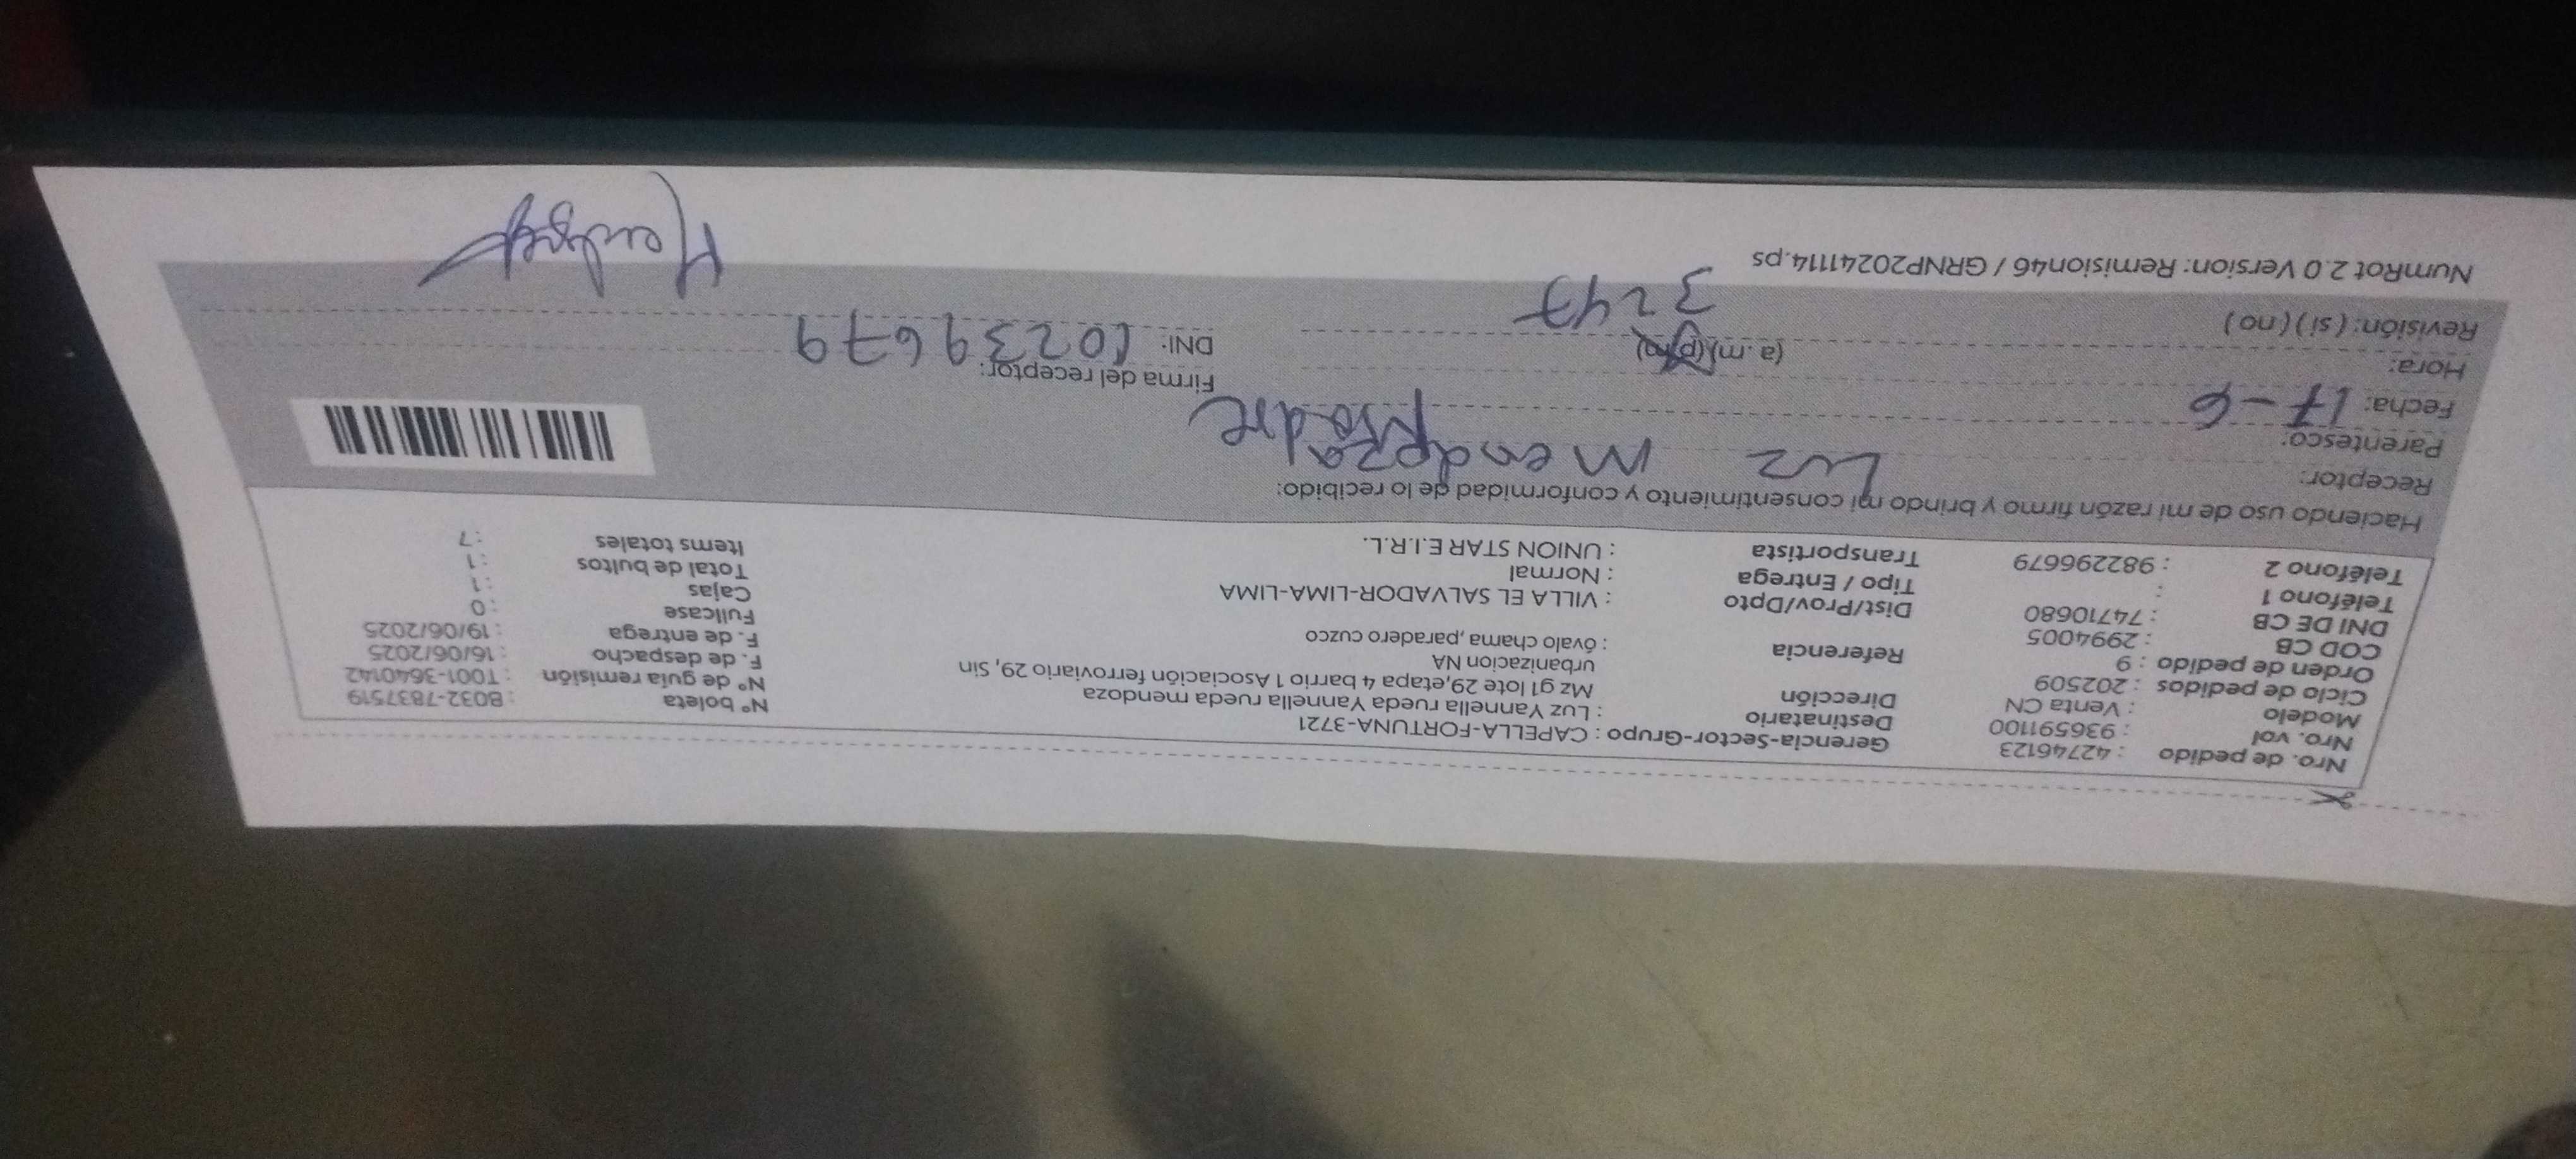 Nro. de pedido : 42746123 Gerencia-Sector-Grupo : CAPELLA-FORTUNA-3721 N° boleta : B032-7837519
Nro. vol : 936591100 Destinatario : Luz Yannella rueda Yannella rueda mendoza N° de guía remisión : T001-3640142
Modelo : Venta CN Dirección Mz g1 lote 29,etapa 4 barrio 1 Asociación ferroviario 29, Sin F. de despacho : 16/06/2025
Ciclo de pedidos : 202509 urbanizacion NA F. de entrega : 19/06/2025
Orden de pedido : 9 Referencia : óvalo chama ,paradero cuzco Fullcase : 0
COD CB : 2994005 Dist/Prov/Dpto : VILLA EL SALVADOR-LIMA-LIMA Cajas : 1
DNI DE CB : 74710680 Tipo / Entrega : Normal Total de bultos : 1
Teléfono 1 : Transportista : UNION STAR E.I.R.L. Items totales : 7
Teléfono 2 : 982296679
Haciendo uso de mi razón firmo y brindo mi consentimiento y conformidad de lo recibido:
Receptor: Luz Mendoza
Parentesco: Madre
Fecha: 17-6
Hora: (a.m) (p.m) Firma del receptor:
Revisión: (si) (no) 3247 DNI: 10239679
NumRot 2.0 Version: Remision46 / GRNP20241114.ps